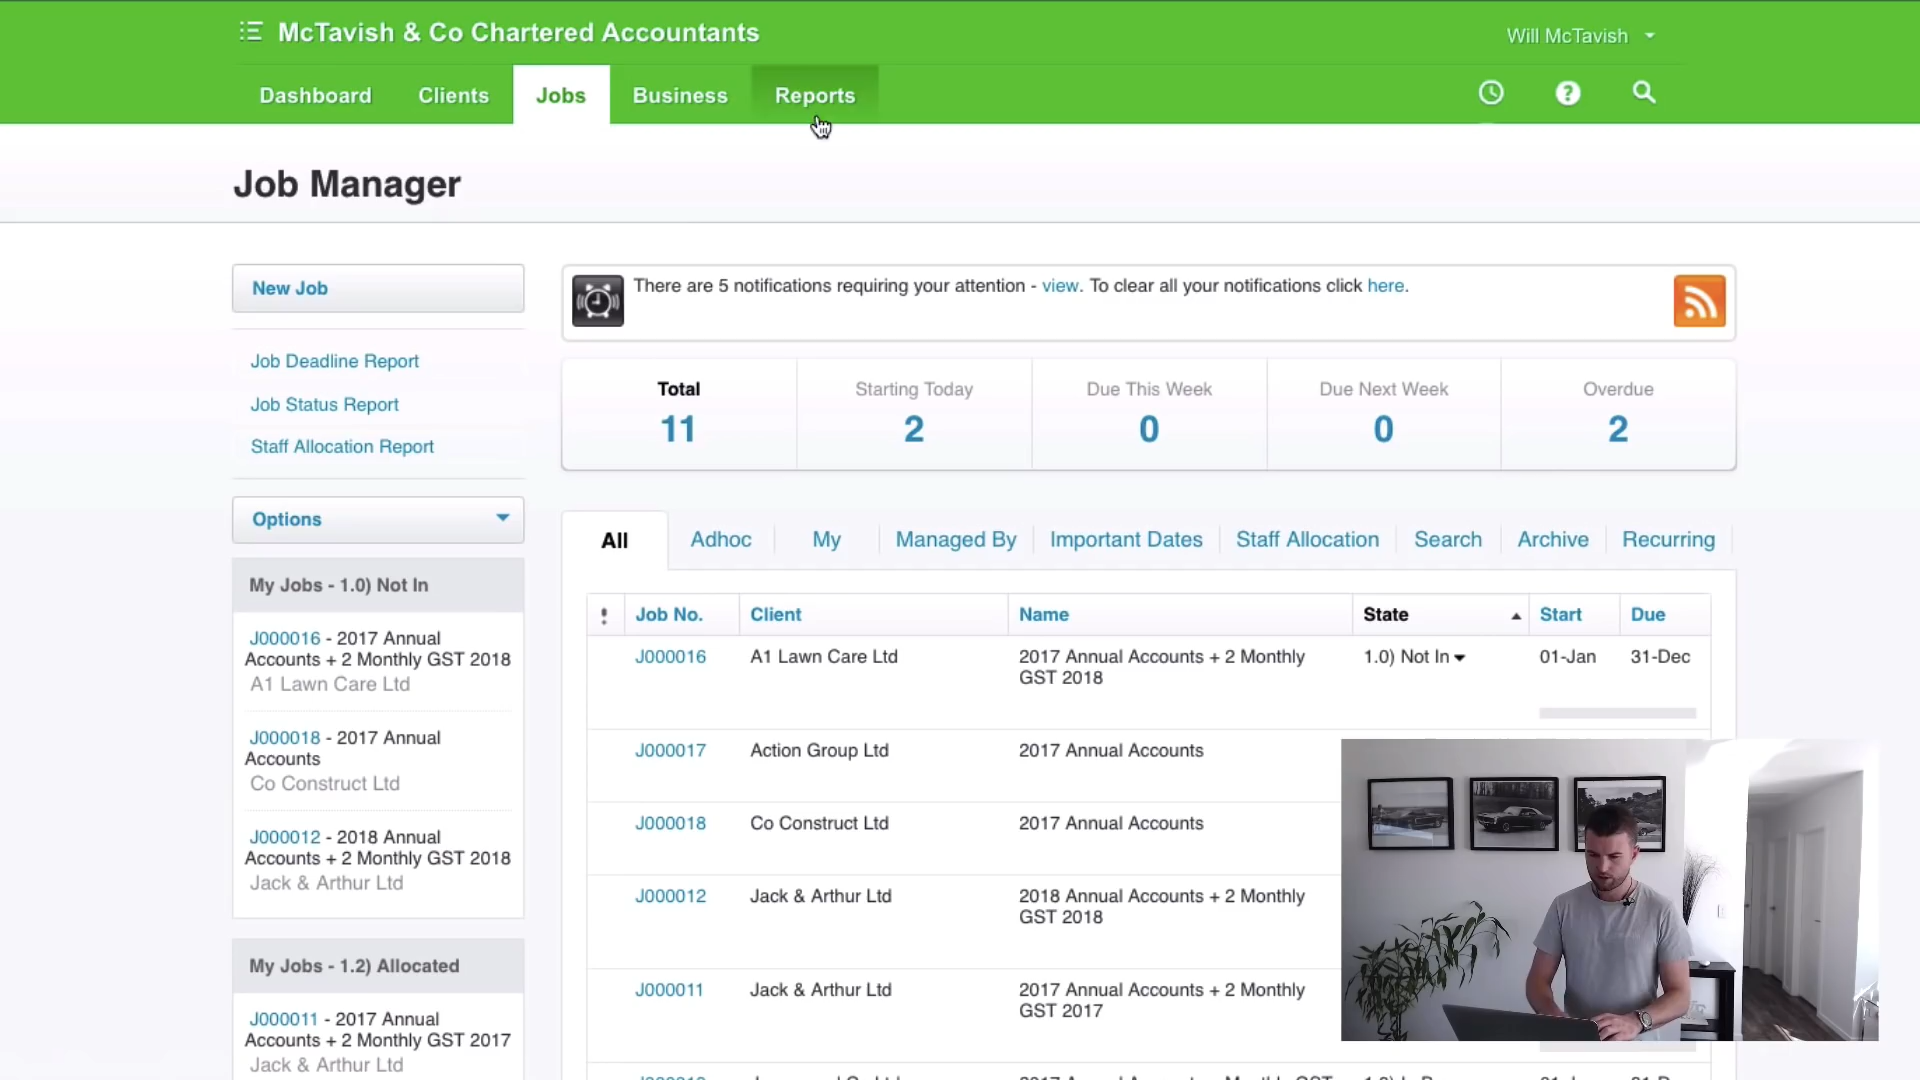 McTavish & Co Chartered Accountants
Will McTavish
Dashboard
Clients
Jobs
Business
Reports
?
Job Manager
New Job
Job Deadline Report
Job Status Report
Staff Allocation Report
Options
My Jobs - 1.0) Not In
J000016 - 2017 Annual
Accounts + 2 Monthly GST 2018
A1 Lawn Care Ltd
J000018 - 2017 Annual
Accounts
Co Construct Ltd
J000012 - 2018 Annual
Accounts + 2 Monthly GST 2018
Jack & Arthur Ltd
My Jobs - 1.2) Allocated
J000011 - 2017 Annual
Accounts + 2 Monthly GST 2017
Jack & Arthur Ltd
There are 5 notifications requiring your attention - view. To clear all your notifications click here.
Total
11
Starting Today
2
Due This Week
0
Due Next Week
0
Overdue
2
All
Adhoc
My
Managed By
Important Dates
Staff Allocation
Search
Archive
Recurring
! Job No. Client Name State Start Due
J000016 A1 Lawn Care Ltd 2017 Annual Accounts + 2 Monthly 1.0) Not In 01-Jan 31-Dec
GST 2018
J000017 Action Group Ltd 2017 Annual Accounts
J000018 Co Construct Ltd 2017 Annual Accounts
J000012 Jack & Arthur Ltd 2018 Annual Accounts + 2 Monthly
GST 2018
J000011 Jack & Arthur Ltd 2017 Annual Accounts + 2 Monthly
GST 2017